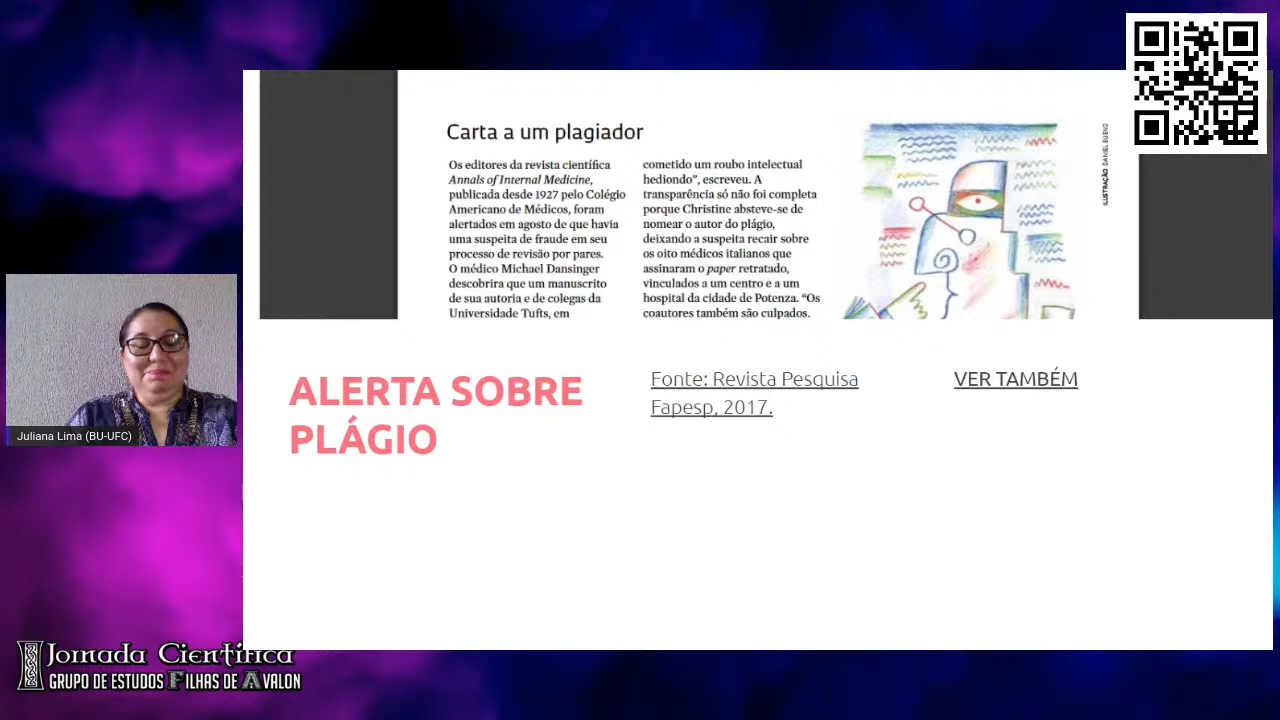 Carta a um plagiador
Os editores da revista científica
Annals of Internal Medicine,
publicada desde 1927 pelo Colégio
Americano de Médicos, foram
alertados em agosto de que havia
uma suspeita de fraude em seu
processo de revisão por pares.
O médico Michael Dansinger
descobrira que um manuscrito
de sua autoria e de colegas da
Universidade Tufts, em
cometido um roubo intelectual
hediondo”, escreveu. A
transparência só não foi completa
porque Christine absteve-se de
nomear o autor do plágio,
deixando a suspeita recair sobre
os oito médicos italianos que
assinaram o paper retratado,
vinculados a um centro e a um
hospital da cidade de Potenza. “Os
coautores também são culpados.
ILUSTRAÇÃO DANIEL BUENO
ALERTA SOBRE
PLÁGIO
Fonte: Revista Pesquisa
Fapesp, 2017.
VER TAMBÉM
Juliana Lima (BU-UFC)
Jornada Científica
GRUPO DE ESTUDOS FILHAS DE AVALON